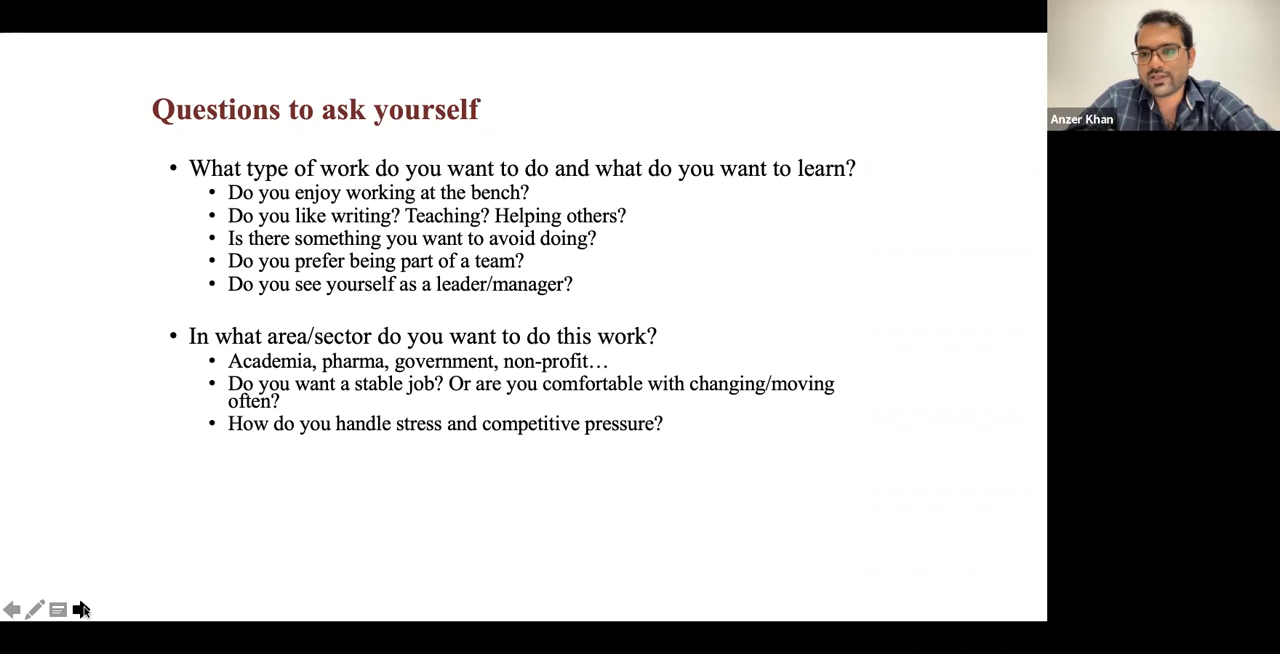 Questions to ask yourself
• What type of work do you want to do and what do you want to learn?
• Do you enjoy working at the bench?
• Do you like writing? Teaching? Helping others?
• Is there something you want to avoid doing?
• Do you prefer being part of a team?
• Do you see yourself as a leader/manager?
• In what area/sector do you want to do this work?
• Academia, pharma, government, non-profit…
• Do you want a stable job? Or are you comfortable with changing/moving
often?
• How do you handle stress and competitive pressure?
Anzer Khan